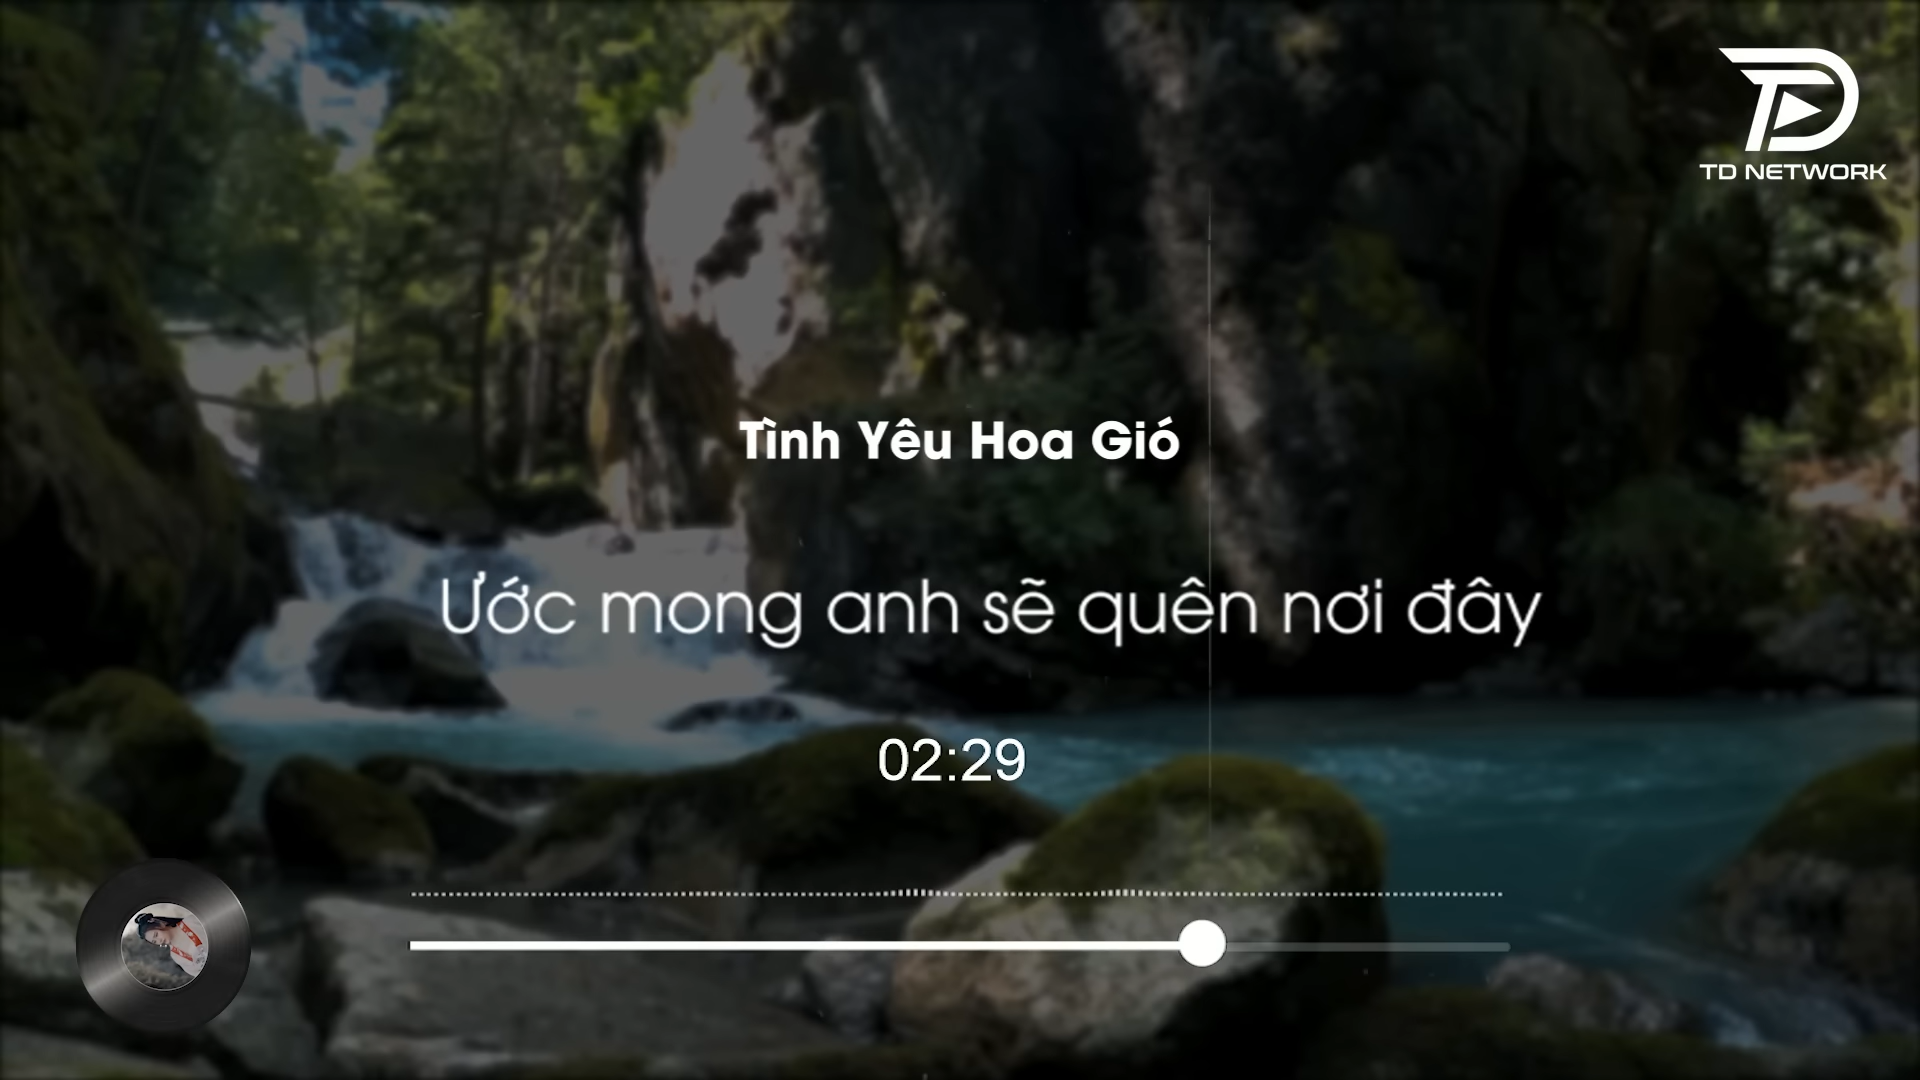 TD NETWORK
Tình Yêu Hoa Gió
Ước mong anh sẽ quên nơi đây
02:29